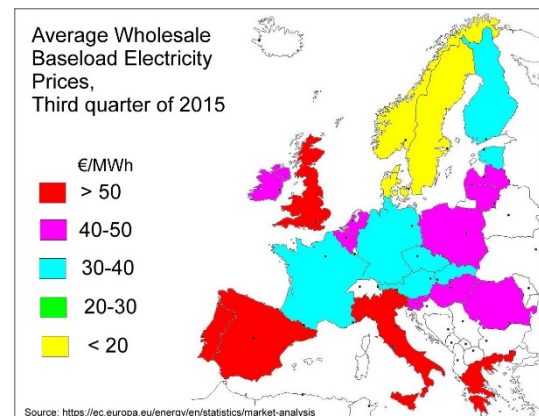 Average Wholesale
Baseload Electricity
Prices,
Third quarter of 2015
€/MWh
> 50
40-50
30-40
20-30
< 20
Source: https://ec.europa.eu/energy/en/statistics/market-analysis